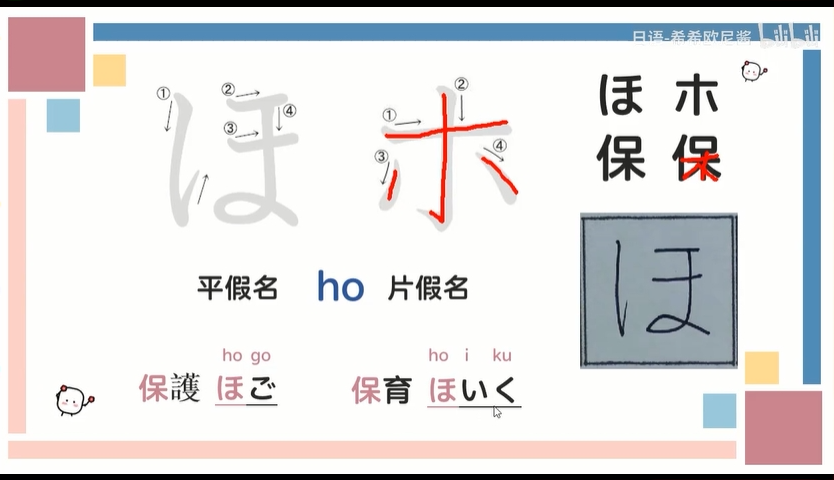 日语-希希欧尼酱 bilibili
① ② ③ ④
ほ
① ② ③ ④
ホ
ほ ホ
保 保
ほ
平假名 ho 片假名
ho go
保護 ほご
ho i ku
保育 ほいく